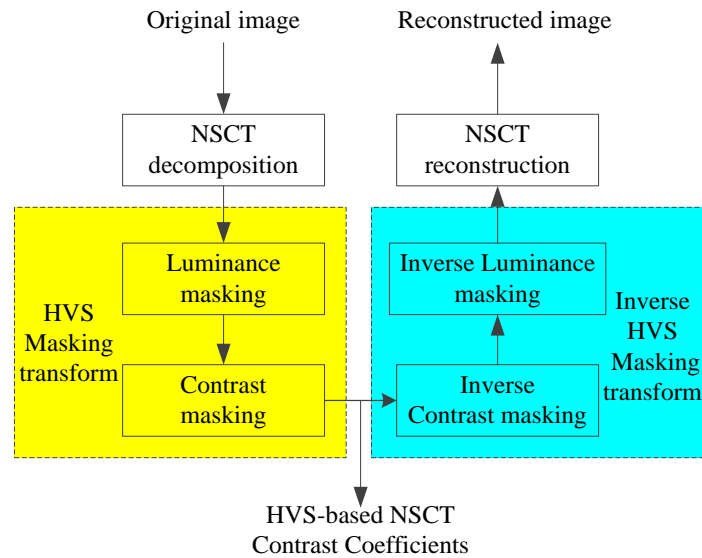 Original image
Reconstructed image
NSCT
decomposition
NSCT
reconstruction
HVS
Masking
transform
Luminance
masking
Contrast
masking
Inverse Luminance
masking
Inverse
Contrast masking
Inverse
HVS
Masking
transform
HVS-based NSCT
Contrast Coefficients